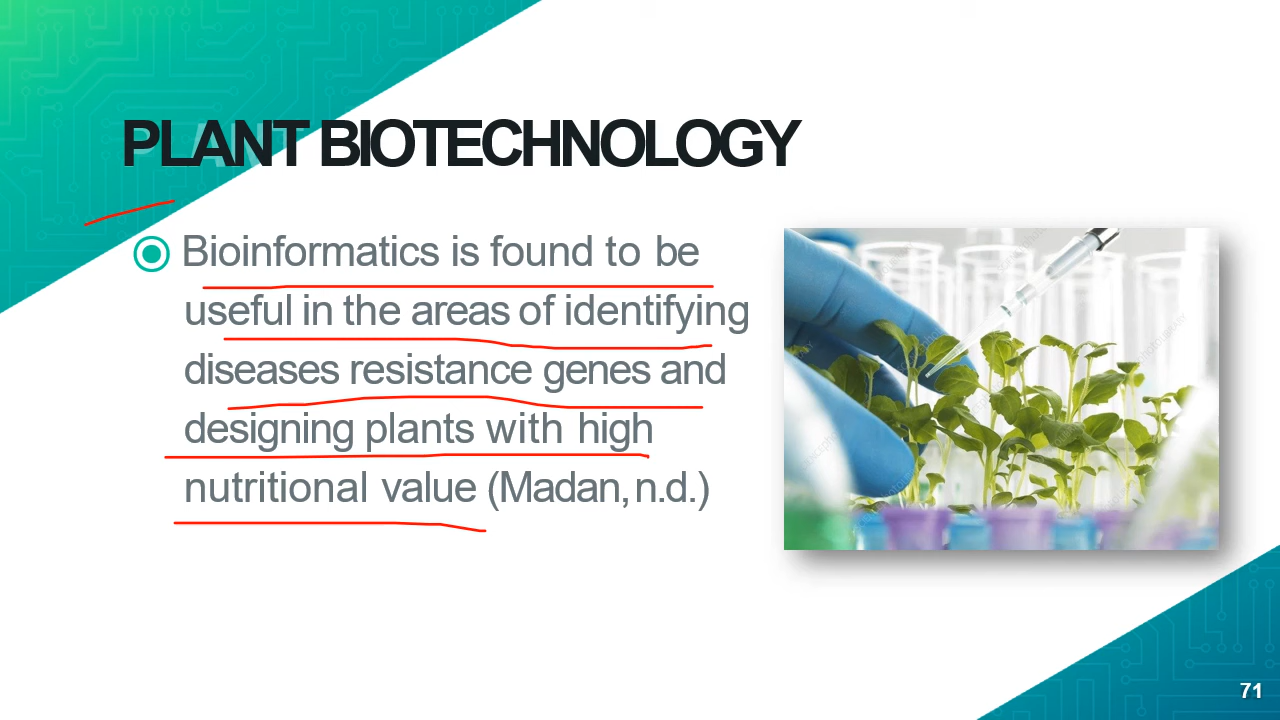 PLANT BIOTECHNOLOGY
Bioinformatics is found to be
useful in the areas of identifying
diseases resistance genes and
designing plants with high
nutritional value (Madan, n.d.)
71